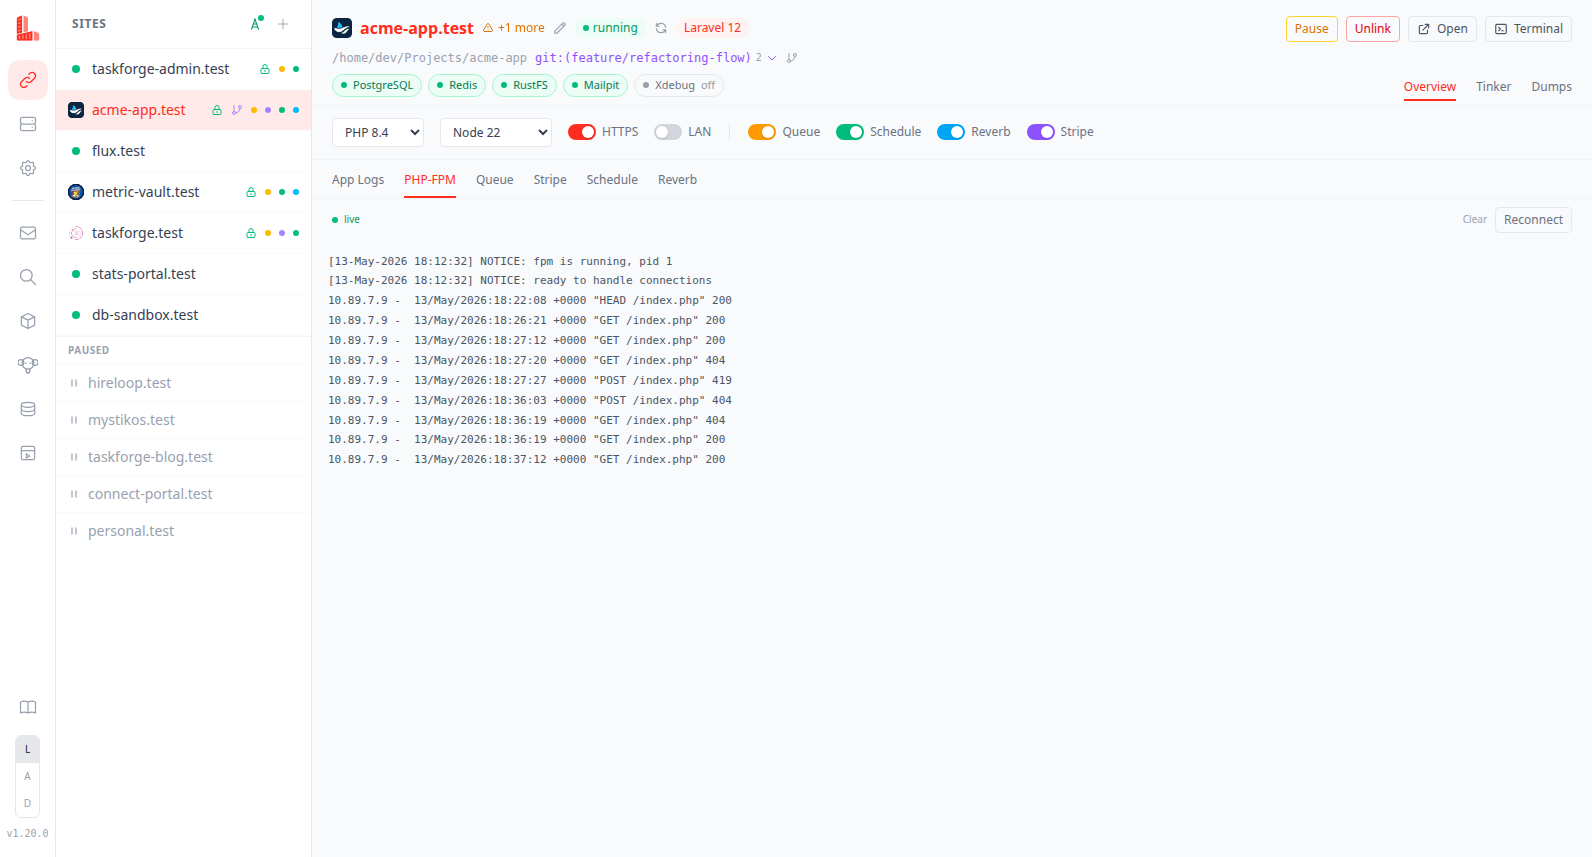 SITES
taskforge-admin.test
acme-app.test
flux.test
metric-vault.test
taskforge.test
stats-portal.test
db-sandbox.test
PAUSED
hireloop.test
mystikos.test
taskforge-blog.test
connect-portal.test
personal.test
L
A
D
v1.20.0
acme-app.test +1 more running Laravel 12
Pause Unlink Open Terminal
/home/dev/Projects/acme-app git:(feature/refactoring-flow) 2
PostgreSQL Redis RustFS Mailpit Xdebug off
Overview Tinker Dumps
PHP 8.4 Node 22 HTTPS LAN Queue Schedule Reverb Stripe
App Logs PHP-FPM Queue Stripe Schedule Reverb
live Clear Reconnect
[13-May-2026 18:12:32] NOTICE: fpm is running, pid 1
[13-May-2026 18:12:32] NOTICE: ready to handle connections
10.89.7.9 -  13/May/2026:18:22:08 +0000 "HEAD /index.php" 200
10.89.7.9 -  13/May/2026:18:26:21 +0000 "GET /index.php" 200
10.89.7.9 -  13/May/2026:18:27:12 +0000 "GET /index.php" 200
10.89.7.9 -  13/May/2026:18:27:20 +0000 "GET /index.php" 404
10.89.7.9 -  13/May/2026:18:27:27 +0000 "POST /index.php" 419
10.89.7.9 -  13/May/2026:18:36:03 +0000 "POST /index.php" 404
10.89.7.9 -  13/May/2026:18:36:19 +0000 "GET /index.php" 404
10.89.7.9 -  13/May/2026:18:36:19 +0000 "GET /index.php" 200
10.89.7.9 -  13/May/2026:18:37:12 +0000 "GET /index.php" 200